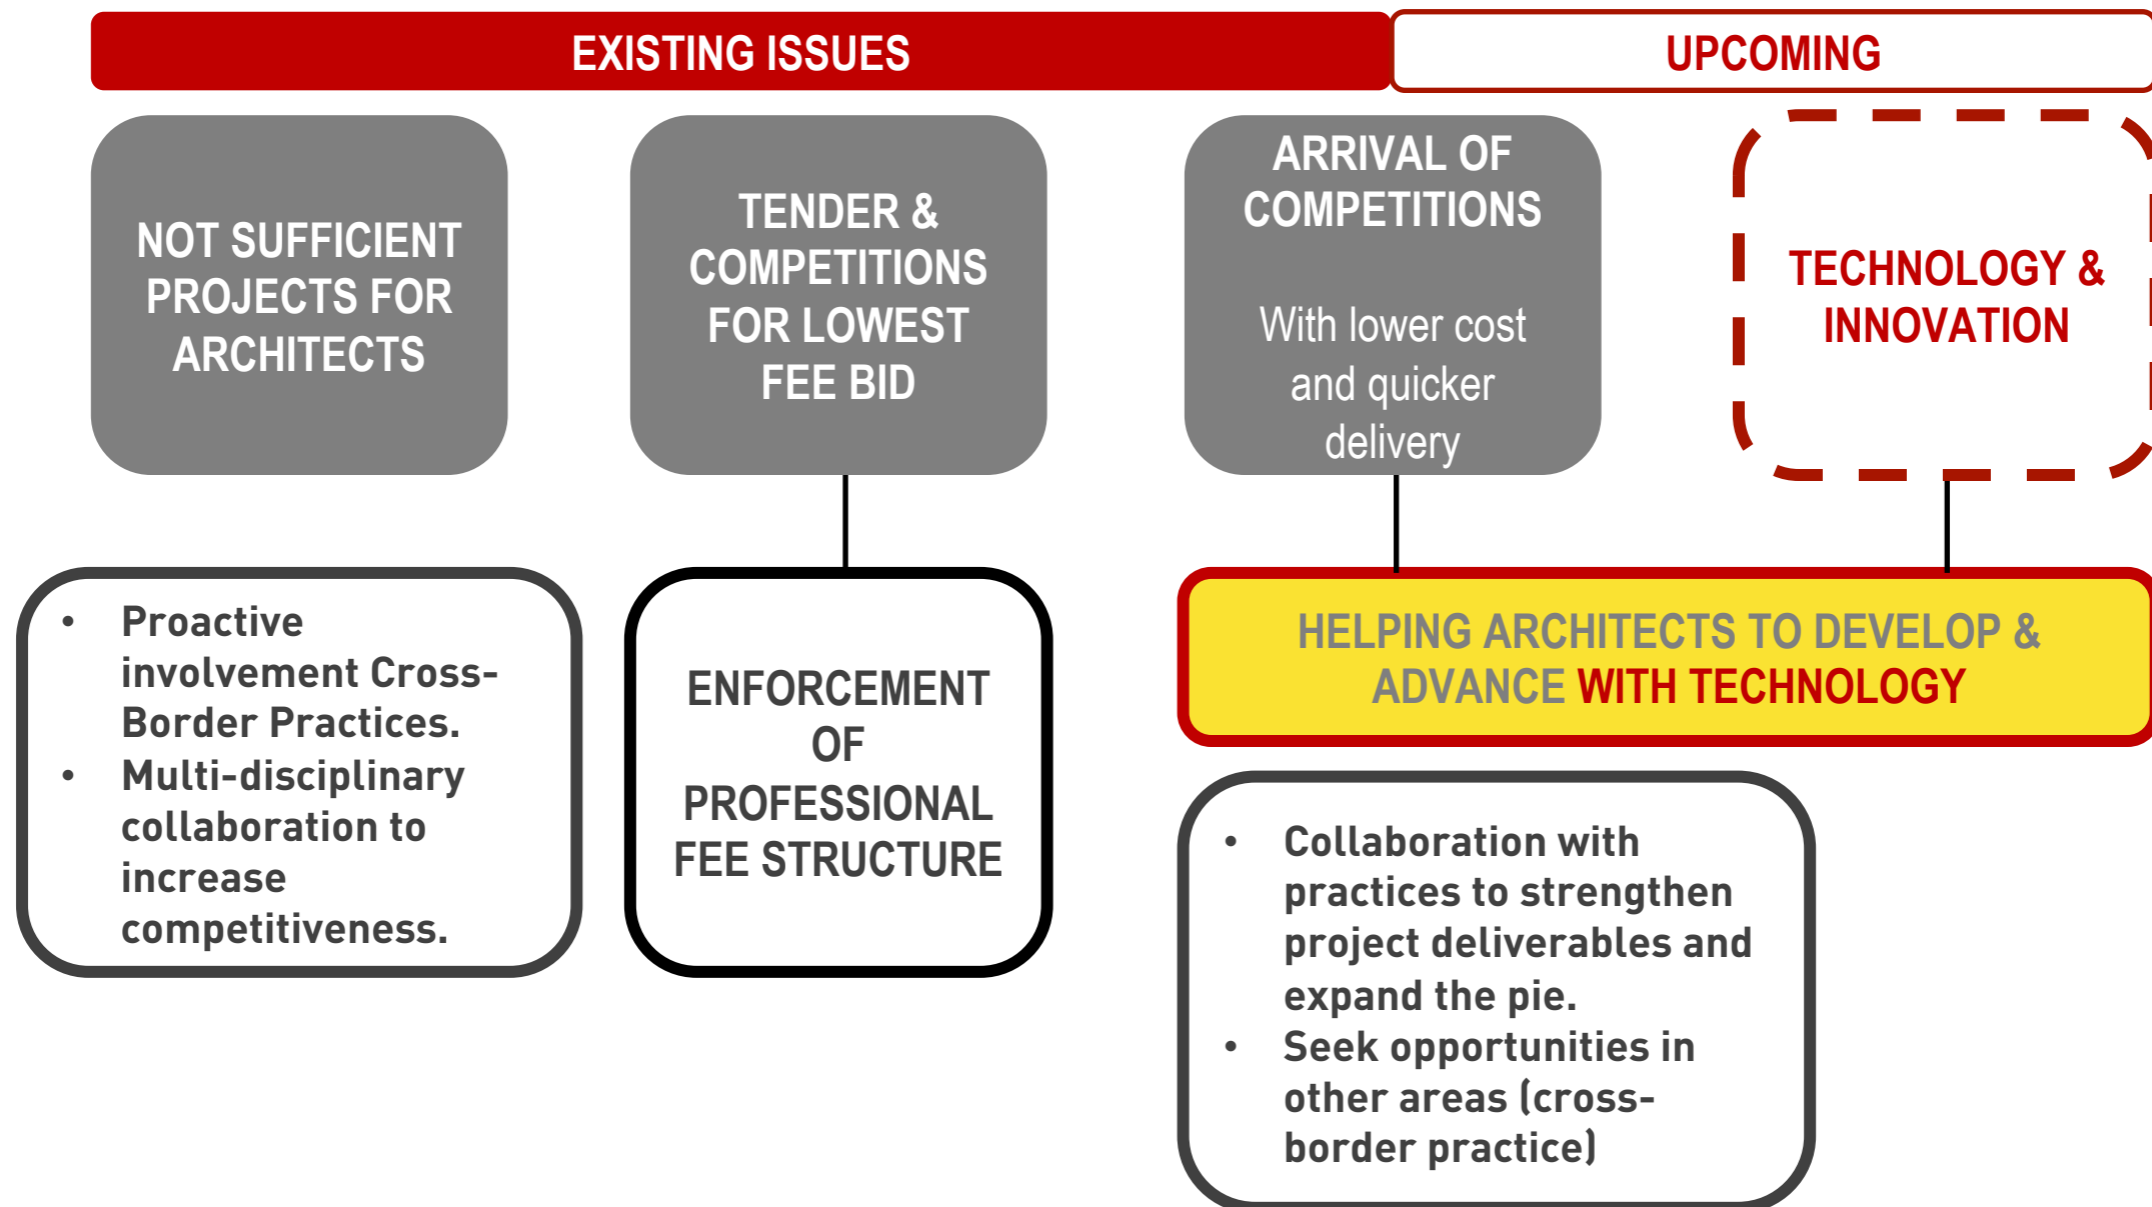 EXISTING ISSUES
UPCOMING
NOT SUFFICIENT
PROJECTS FOR
ARCHITECTS
TENDER &
COMPETITIONS
FOR LOWEST
FEE BID
ARRIVAL OF
COMPETITIONS
With lower cost
and quicker
delivery
TECHNOLOGY &
INNOVATION
• Proactive
involvement Cross-
Border Practices.
• Multi-disciplinary
collaboration to
increase
competitiveness.
ENFORCEMENT
OF
PROFESSIONAL
FEE STRUCTURE
HELPING ARCHITECTS TO DEVELOP &
ADVANCE WITH TECHNOLOGY
• Collaboration with
practices to strengthen
project deliverables and
expand the pie.
• Seek opportunities in
other areas (cross-
border practice)